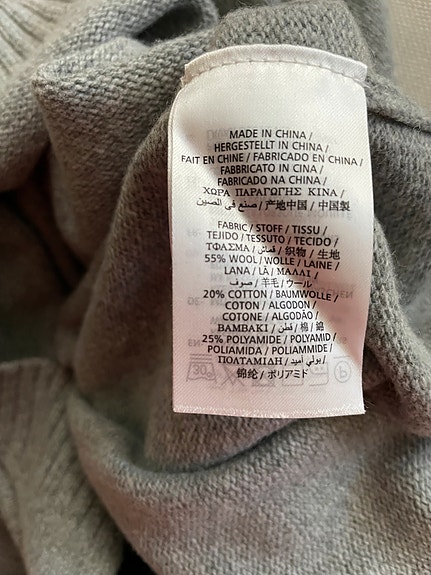 MADE IN CHINA /
HERGESTELLT IN CHINA /
FAIT EN CHINE / FABRICADO EN CHINA /
FABBRICATO IN CINA /
FABRICADO NA CHINA /
ΧΩΡΑ ΠΑΡΑΓΩΓΗΣ ΚΙΝΑ /
صنع في الصين / 产地中国 / 中国製
FABRIC / STOFF / TISSU /
TEJIDO / TESSUTO / TECIDO /
ΤΦΑΣΜΑ / قماش / 织物 / 生地
55% WOOL / WOLLE / LAINE /
LANA / LÃ / ΜΑΛΛΙ /
صوف / 羊毛 / ウール
20% COTTON / BAUMWOLLE /
COTON / ALGODON /
COTONE / ALGODÃO /
ΒΑΜΒΑΚΙ / قطن / 棉 / 綿
25% POLYAMIDE / POLYAMID /
POLIAMIDA / POLIAMMIDE /
ΠΟΛΤΑΜΙΔΗ / بولي أميد /
锦纶 / ポリアミド